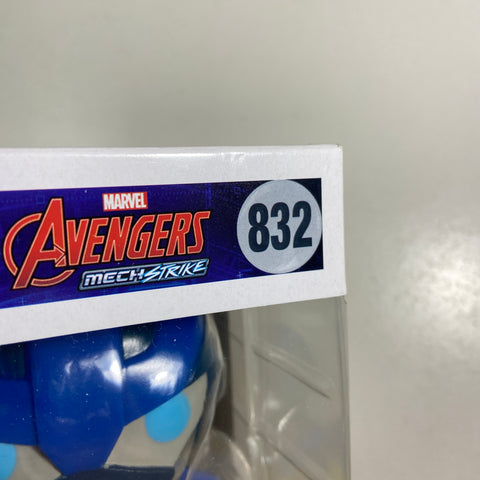 MARVEL
AVENGERS
MECH STRIKE
832